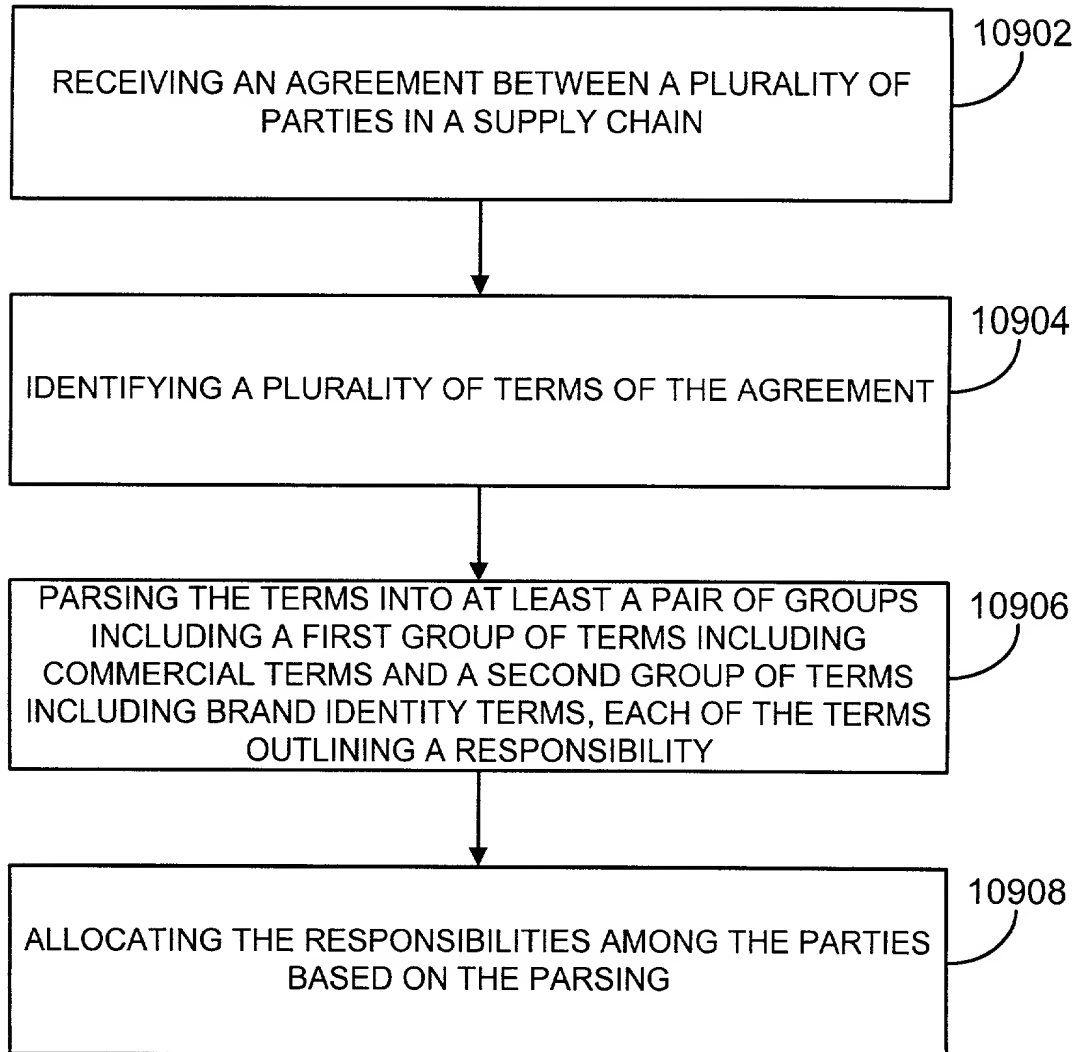 10902
RECEIVING AN AGREEMENT BETWEEN A PLURALITY OF
PARTIES IN A SUPPLY CHAIN
10904
IDENTIFYING A PLURALITY OF TERMS OF THE AGREEMENT
10906
PARSING THE TERMS INTO AT LEAST A PAIR OF GROUPS
INCLUDING A FIRST GROUP OF TERMS INCLUDING
COMMERCIAL TERMS AND A SECOND GROUP OF TERMS
INCLUDING BRAND IDENTITY TERMS, EACH OF THE TERMS
OUTLINING A RESPONSIBILITY
10908
ALLOCATING THE RESPONSIBILITIES AMONG THE PARTIES
BASED ON THE PARSING